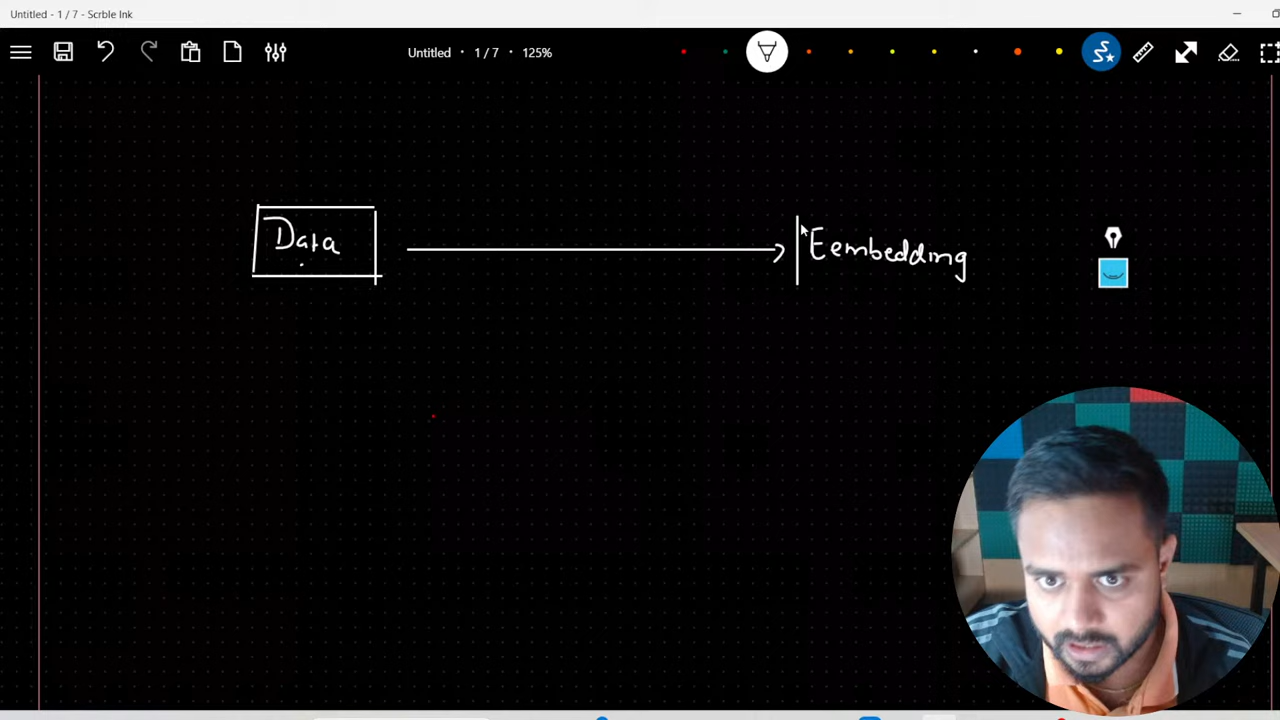 Untitled - 1 / 7 - Scrble Ink
Untitled • 1 / 7 • 125%
Data
Eembedding